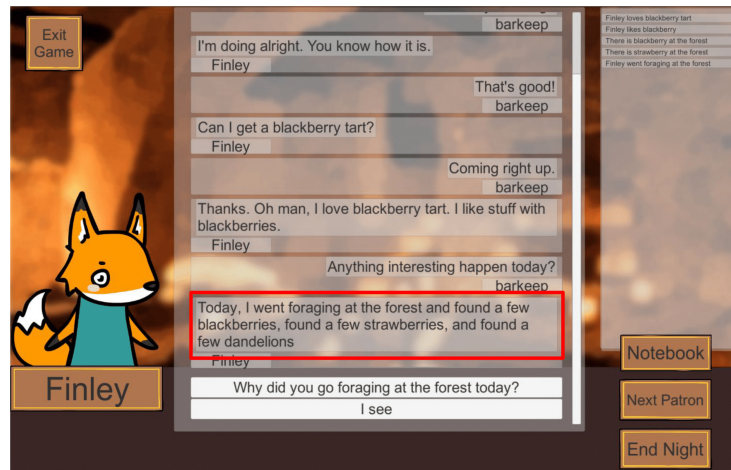 Exit
Game
barkeep
I'm doing alright. You know how it is.
Finley
That's good!
barkeep
Can I get a blackberry tart?
Finley
Coming right up.
barkeep
Thanks. Oh man, I love blackberry tart. I like stuff with
blackberries.
Finley
Anything interesting happen today?
barkeep
Today, I went foraging at the forest and found a few
blackberries, found a few strawberries, and found a
few dandelions
Finley
Why did you go foraging at the forest today?
I see
Finley
Finley loves blackberry tart
Finley likes blackberry
There is blackberry at the forest
There is strawberry at the forest
Finley went foraging at the forest
Notebook
Next Patron
End Night